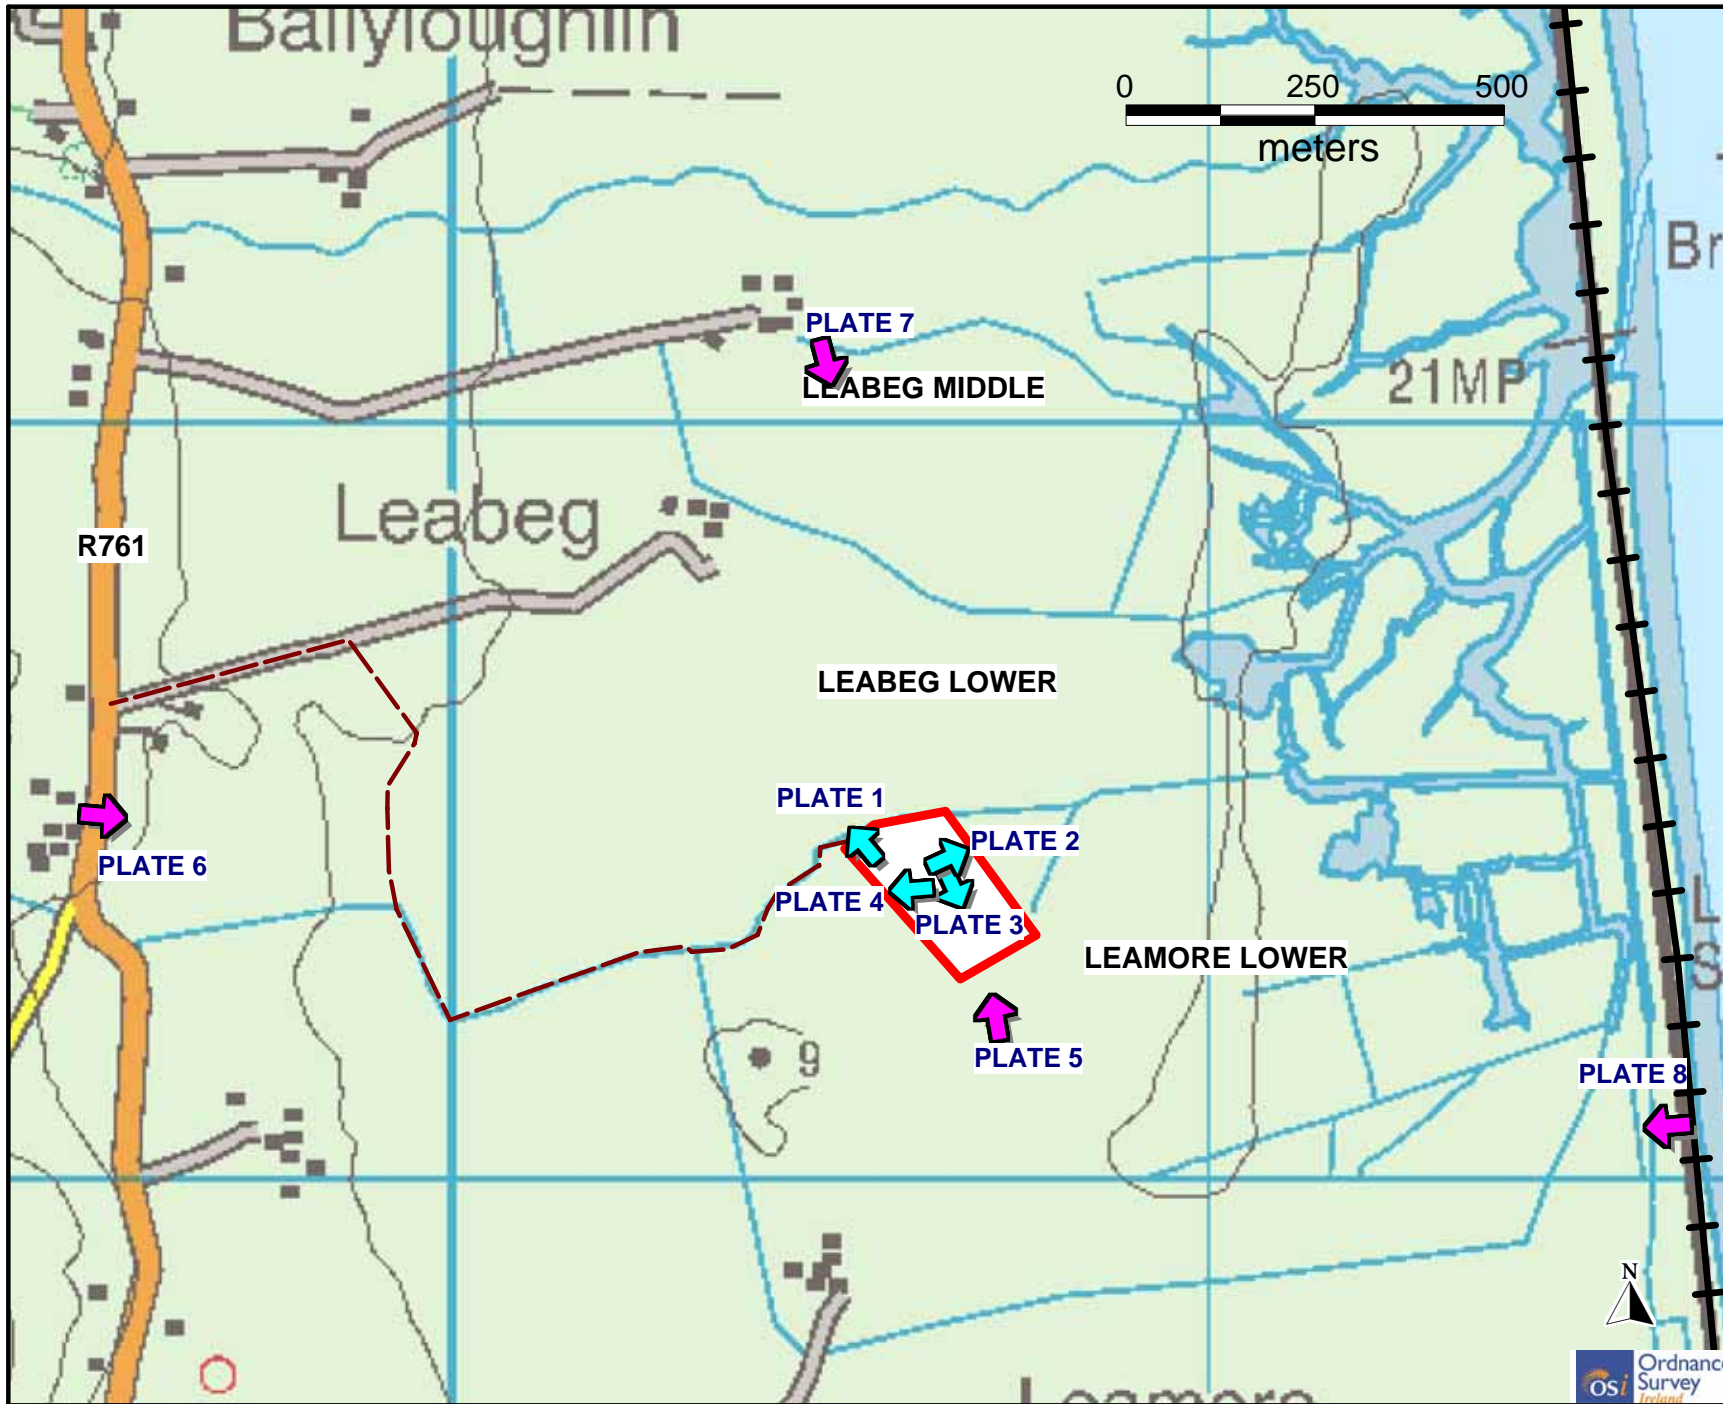 Ballyloughlin
0 250 500
meters
Br
PLATE 7
LEABEG MIDDLE
21MP
Leabeg
R761
LEABEG LOWER
PLATE 1
PLATE 2
PLATE 6
PLATE 4
PLATE 3
L
LEAMORE LOWER
S
9
PLATE 5
PLATE 8
N
Ordnance
osi Survey
Ireland